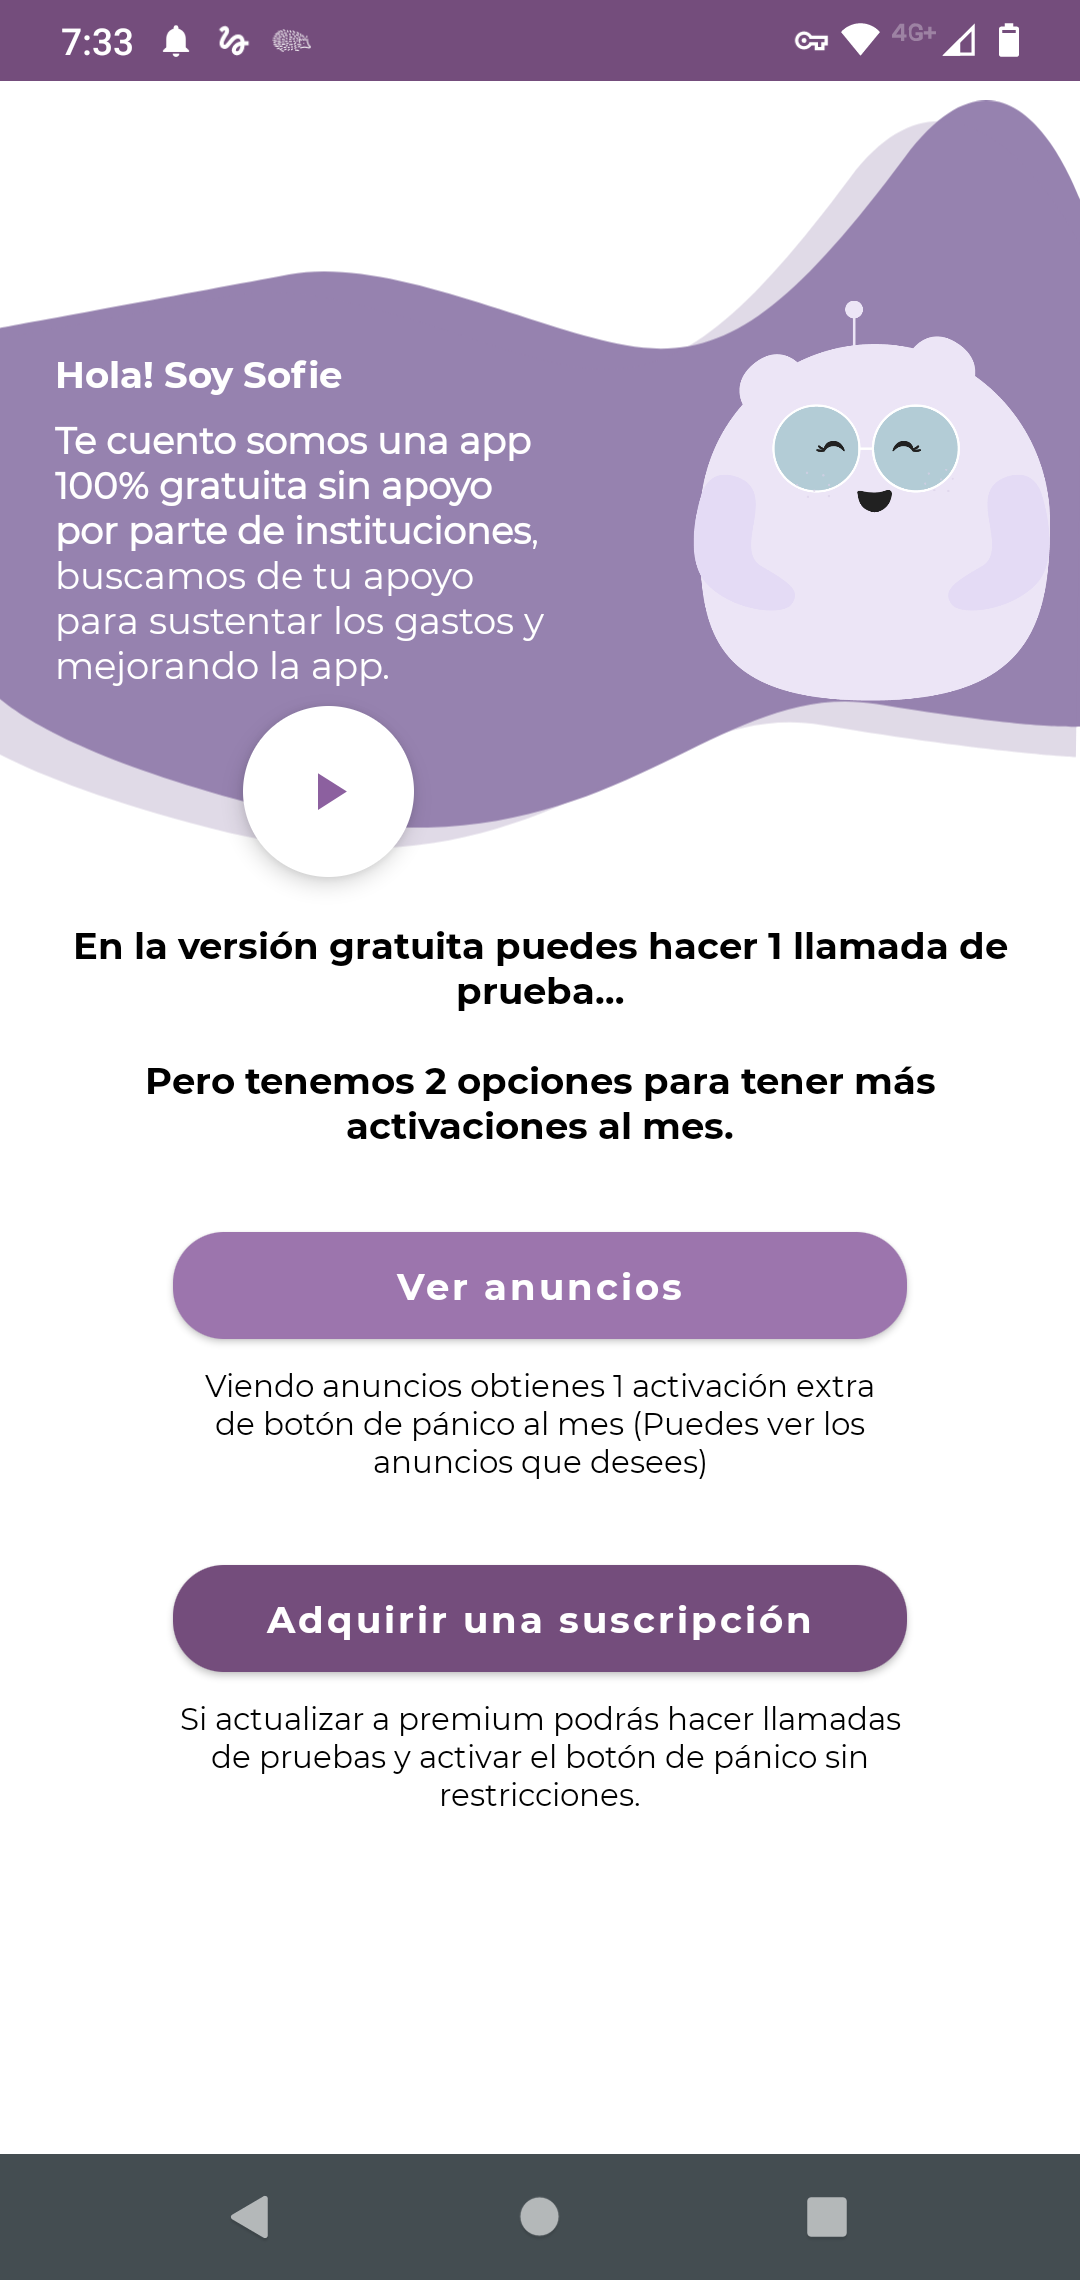 7:33
4G+
Hola! Soy Sofie
Te cuento somos una app
100% gratuita sin apoyo
por parte de instituciones,
buscamos de tu apoyo
para sustentar los gastos y
mejorando la app.
En la versión gratuita puedes hacer 1 llamada de
prueba...
Pero tenemos 2 opciones para tener más
activaciones al mes.
Ver anuncios
Viendo anuncios obtienes 1 activación extra
de botón de pánico al mes (Puedes ver los
anuncios que desees)
Adquirir una suscripción
Si actualizar a premium podrás hacer llamadas
de pruebas y activar el botón de pánico sin
restricciones.